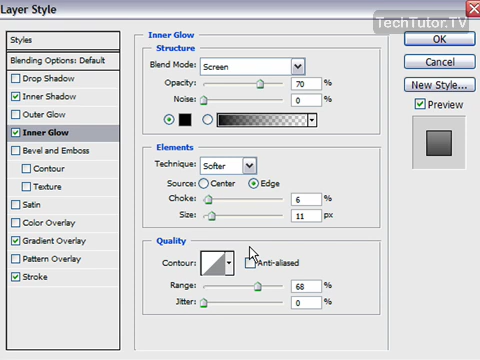 Layer Style
TechTutor.TV
Styles
Blending Options: Default
Drop Shadow
Inner Shadow
Outer Glow
Inner Glow
Bevel and Emboss
Contour
Texture
Satin
Color Overlay
Gradient Overlay
Pattern Overlay
Stroke
Inner Glow
Structure
Blend Mode: Screen
Opacity: 70 %
Noise: 0 %
Elements
Technique: Softer
Source: Center Edge
Choke: 6 %
Size: 11 px
Quality
Contour: Anti-aliased
Range: 68 %
Jitter: 0 %
OK
Cancel
New Style...
Preview